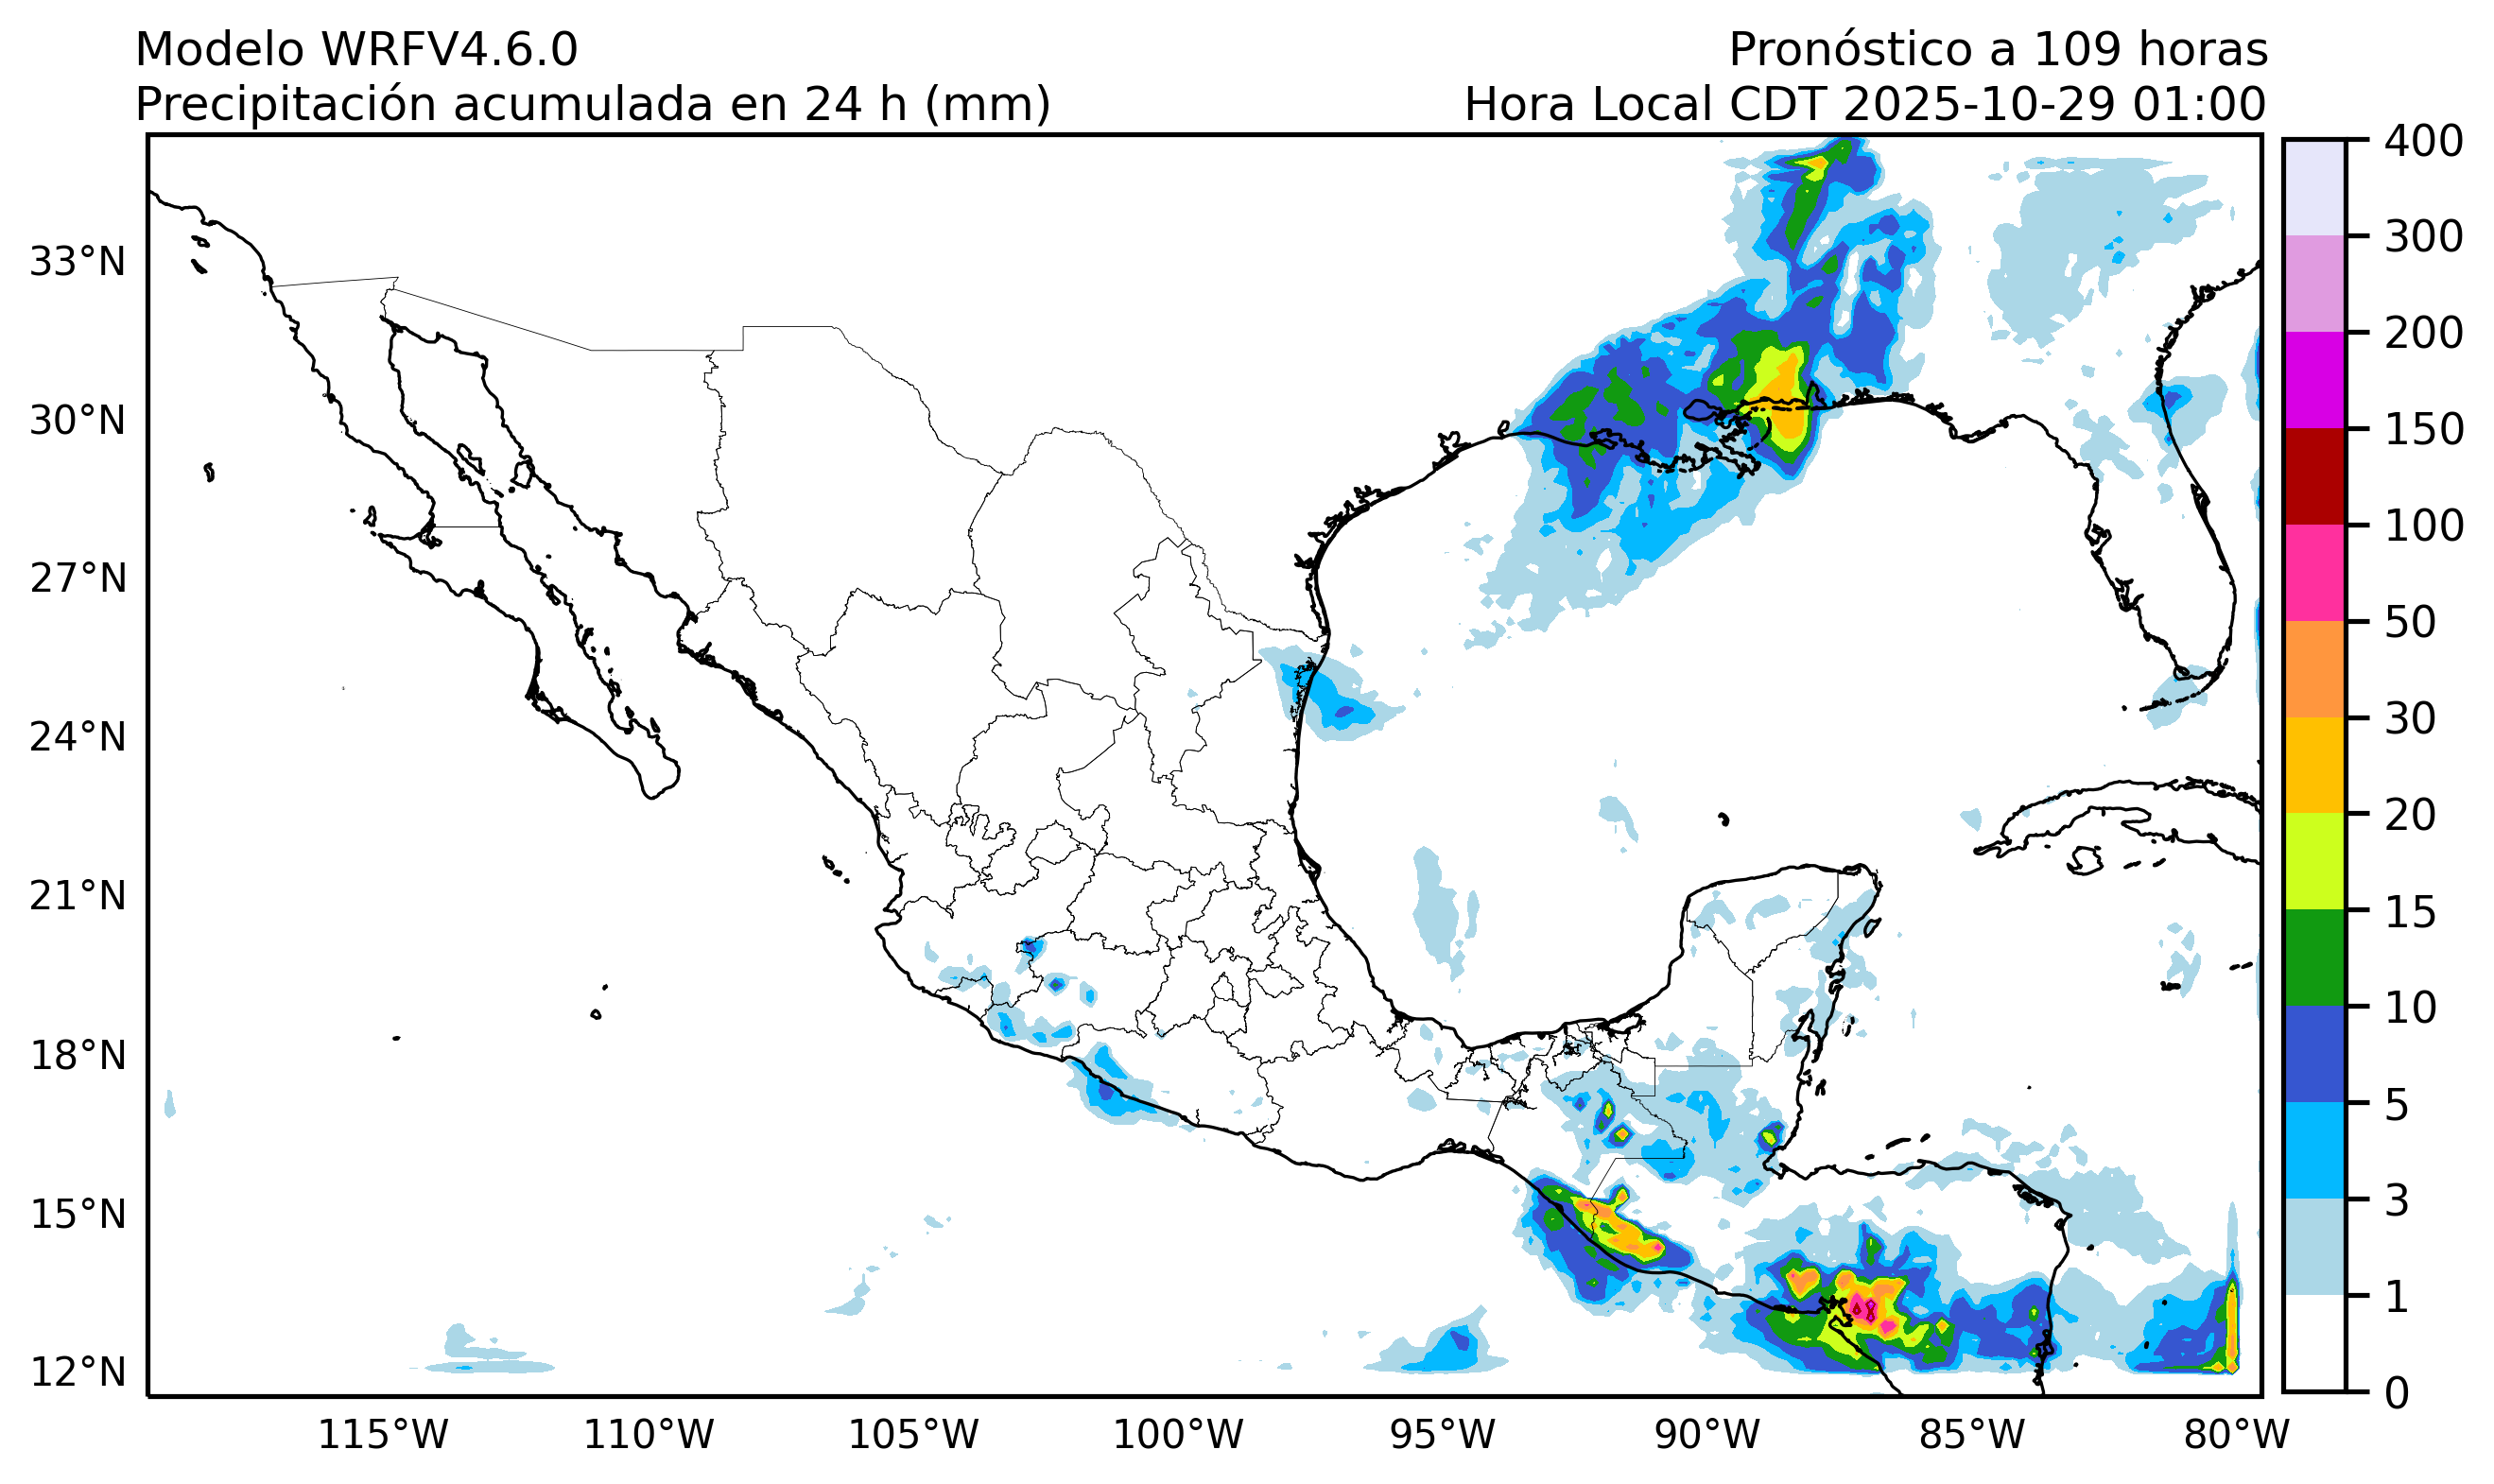 Modelo WRFV4.6.0
Pronóstico a 109 horas
Precipitación acumulada en 24 h (mm)
Hora Local CDT 2025-10-29 01:00
33°N
30°N
27°N
24°N
21°N
18°N
15°N
12°N
115°W
110°W
105°W
100°W
95°W
90°W
85°W
80°W
400
300
200
150
100
50
30
20
15
10
5
3
1
0